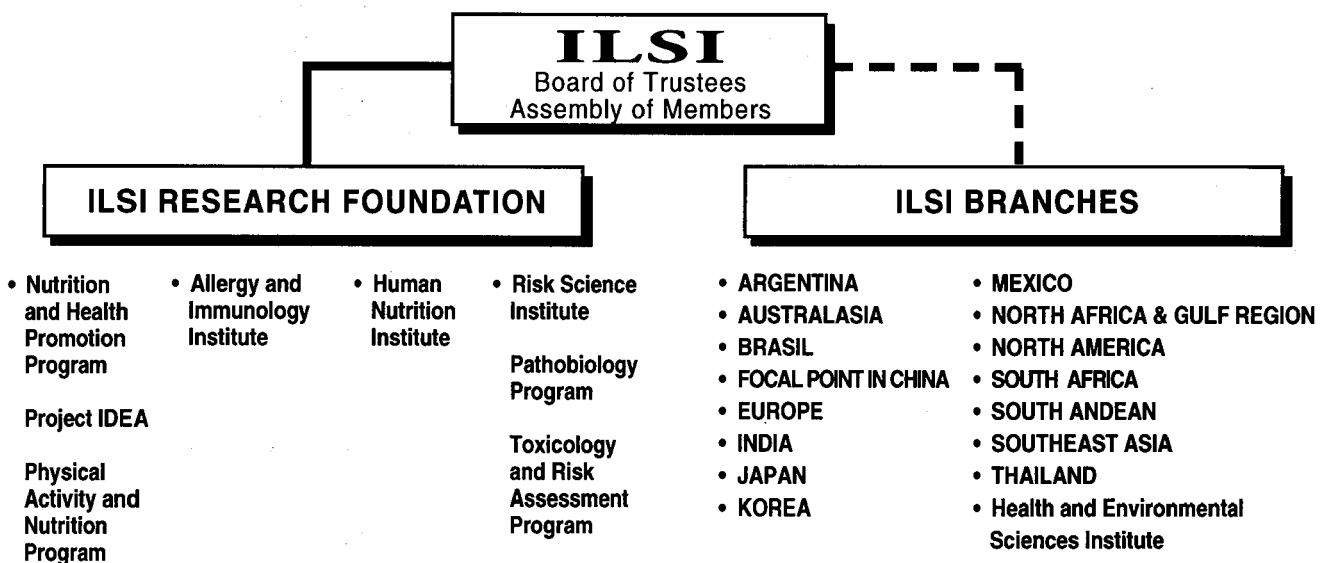 ILSI
Board of Trustees
Assembly of Members
ILSI RESEARCH FOUNDATION
• Nutrition
and Health
Promotion
Program
Project IDEA
Physical
Activity and
Nutrition
Program
• Allergy and
Immunology
Institute
• Human
Nutrition
Institute
• Risk Science
Institute
Pathobiology
Program
Toxicology
and Risk
Assessment
Program
ILSI BRANCHES
• ARGENTINA
• AUSTRALASIA
• BRASIL
• FOCAL POINT IN CHINA
• EUROPE
• INDIA
• JAPAN
• KOREA
• MEXICO
• NORTH AFRICA & GULF REGION
• NORTH AMERICA
• SOUTH AFRICA
• SOUTH ANDEAN
• SOUTHEAST ASIA
• THAILAND
• Health and Environmental
Sciences Institute